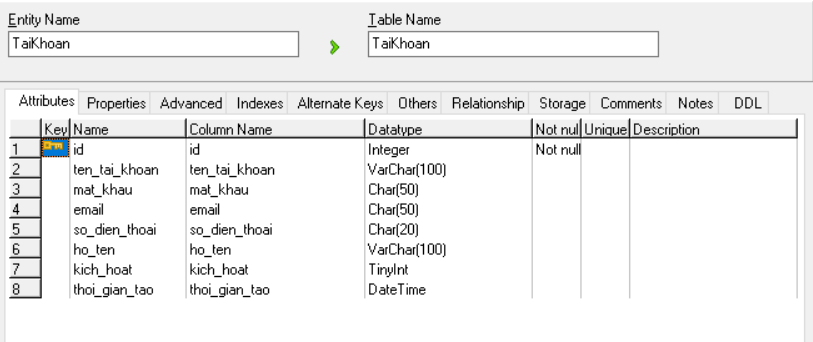 Entity Name Table Name
TaiKhoan TaiKhoan
Attributes Properties Advanced Indexes Alternate Keys Others Relationship Storage Comments Notes DDL
Key Name Column Name Datatype Not nul Unique Description
1 id id Integer Not null
2 ten_tai_khoan ten_tai_khoan VarChar(100)
3 mat_khau mat_khau Char(50)
4 email email Char(50)
5 so_dien_thoai so_dien_thoai Char(20)
6 ho_ten ho_ten VarChar(100)
7 kich_hoat kich_hoat TinyInt
8 thoi_gian_tao thoi_gian_tao DateTime